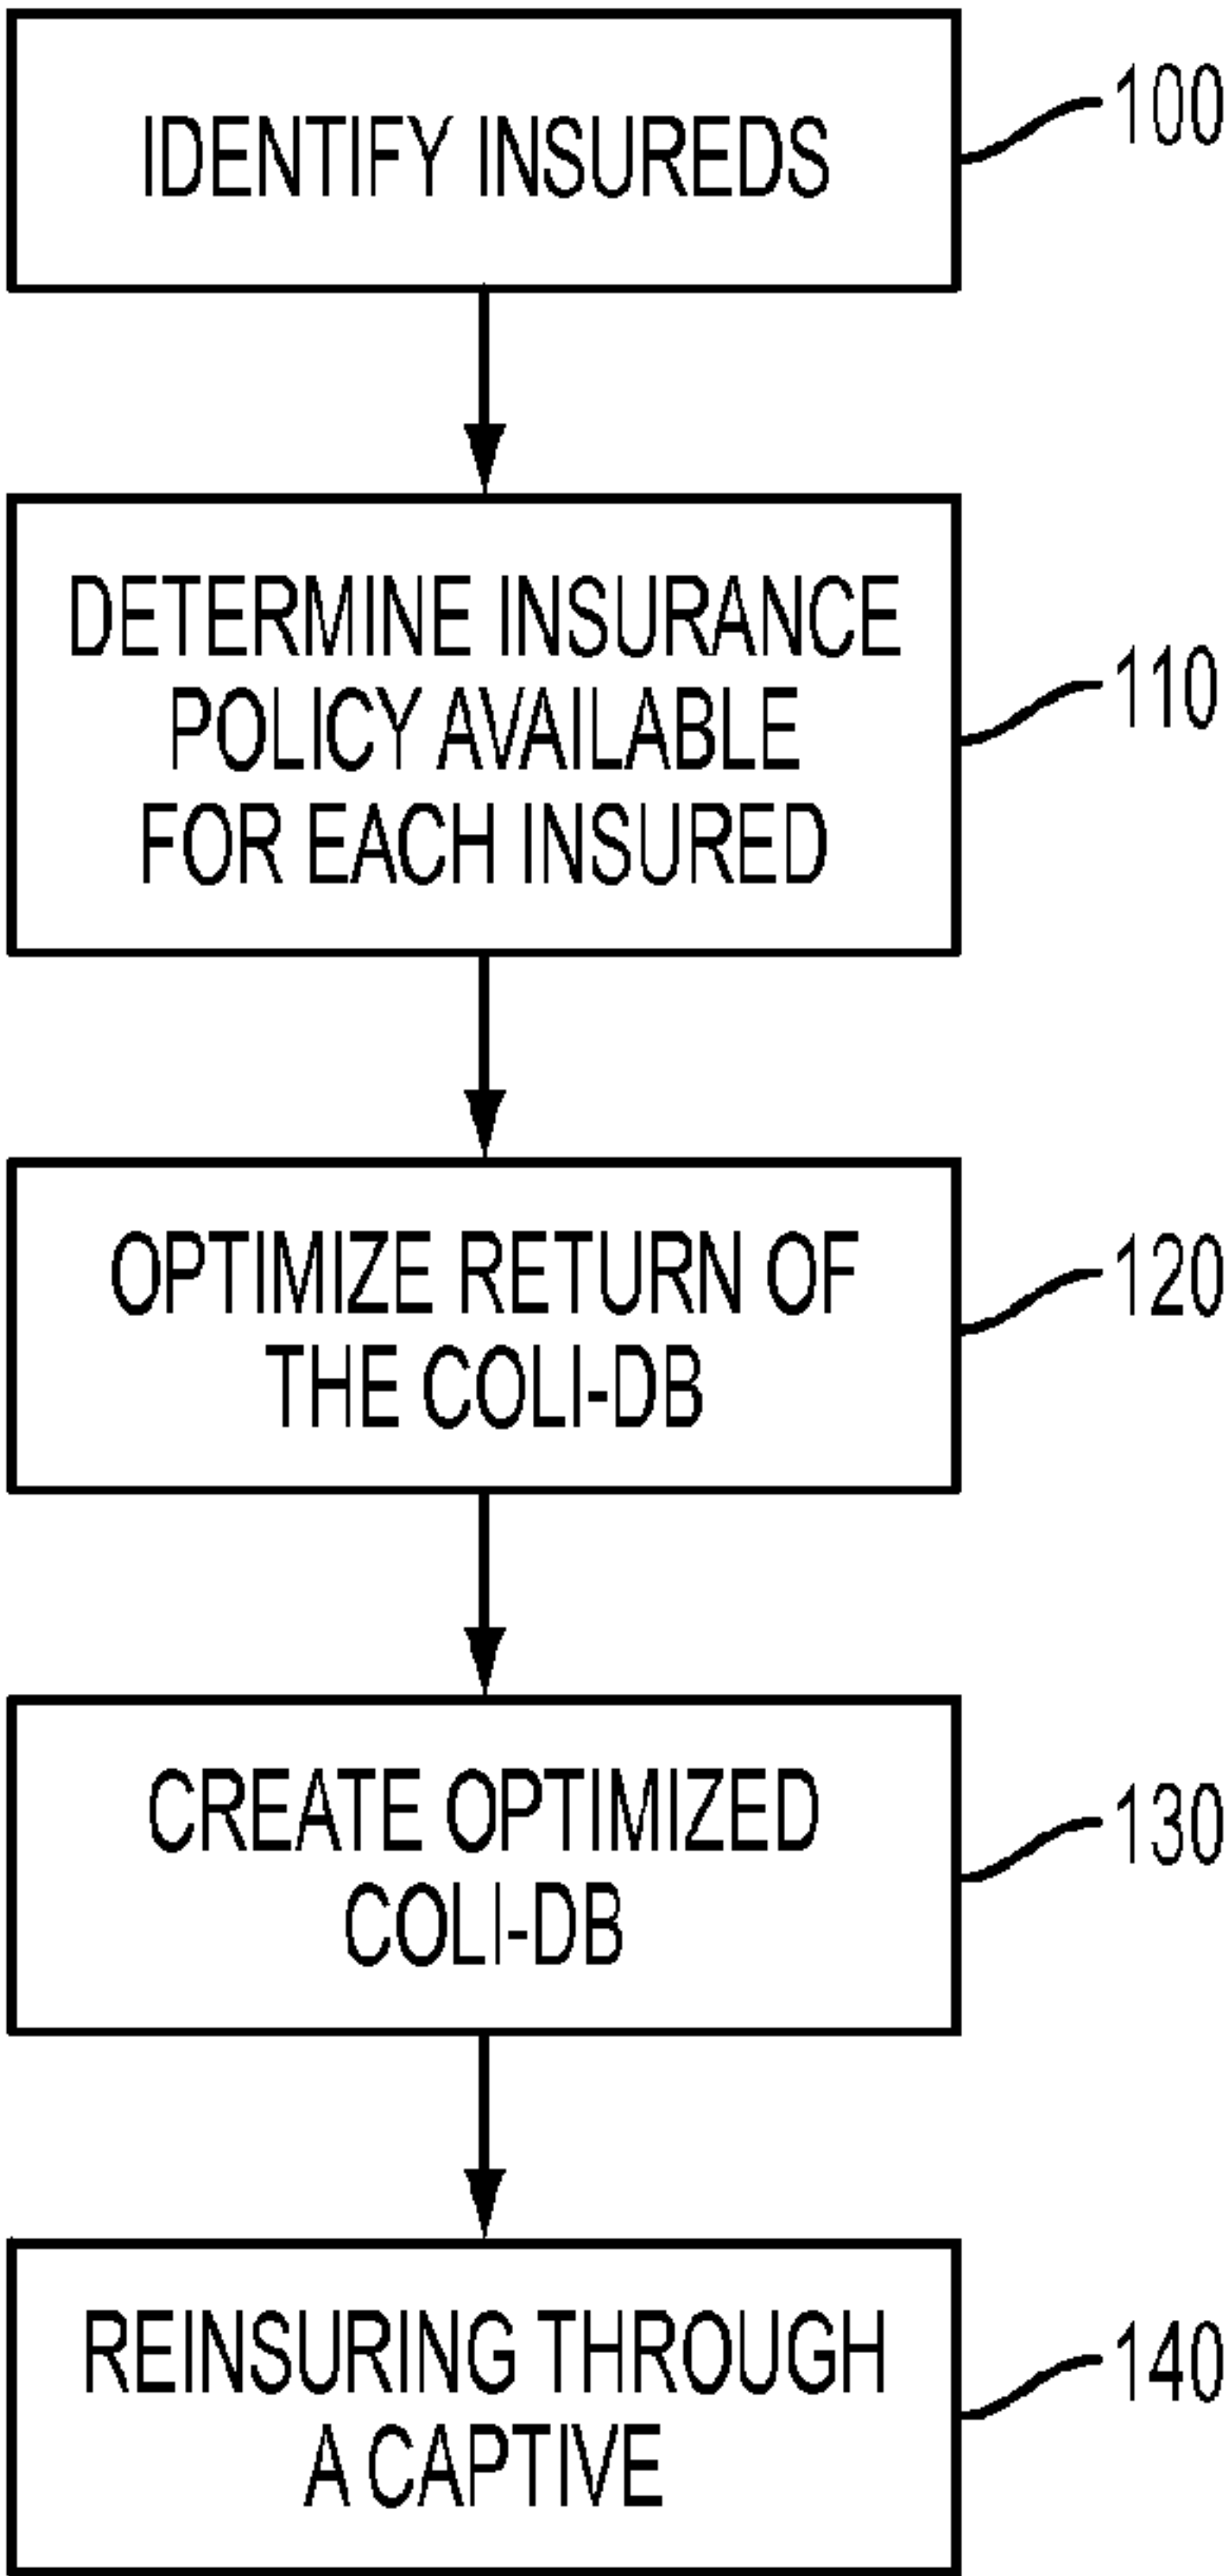 IDENTIFY INSUREDS
100
DETERMINE INSURANCE
POLICY AVAILABLE
FOR EACH INSURED
110
OPTIMIZE RETURN OF
THE COLI-DB
120
CREATE OPTIMIZED
COLI-DB
130
REINSURING THROUGH
A CAPTIVE
140